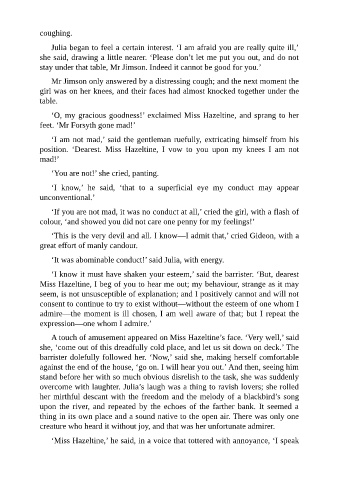 coughing.
Julia began to feel a certain interest. ‘I am afraid you are really quite ill,’
she said, drawing a little nearer. ‘Please don’t let me put you out, and do not
stay under that table, Mr Jimson. Indeed it cannot be good for you.’
Mr Jimson only answered by a distressing cough; and the next moment the
girl was on her knees, and their faces had almost knocked together under the
table.
‘O, my gracious goodness!’ exclaimed Miss Hazeltine, and sprang to her
feet. ‘Mr Forsyth gone mad!’
‘I am not mad,’ said the gentleman ruefully, extricating himself from his
position. ‘Dearest. Miss Hazeltine, I vow to you upon my knees I am not
mad!’
‘You are not!’ she cried, panting.
‘I know,’ he said, ‘that to a superficial eye my conduct may appear
unconventional.’
‘If you are not mad, it was no conduct at all,’ cried the girl, with a flash of
colour, ‘and showed you did not care one penny for my feelings!’
‘This is the very devil and all. I know—I admit that,’ cried Gideon, with a
great effort of manly candour.
‘It was abominable conduct!’ said Julia, with energy.
‘I know it must have shaken your esteem,’ said the barrister. ‘But, dearest
Miss Hazeltine, I beg of you to hear me out; my behaviour, strange as it may
seem, is not unsusceptible of explanation; and I positively cannot and will not
consent to continue to try to exist without—without the esteem of one whom I
admire—the moment is ill chosen, I am well aware of that; but I repeat the
expression—one whom I admire.’
A touch of amusement appeared on Miss Hazeltine’s face. ‘Very well,’ said
she, ‘come out of this dreadfully cold place, and let us sit down on deck.’ The
barrister dolefully followed her. ‘Now,’ said she, making herself comfortable
against the end of the house, ‘go on. I will hear you out.’ And then, seeing him
stand before her with so much obvious disrelish to the task, she was suddenly
overcome with laughter. Julia’s laugh was a thing to ravish lovers; she rolled
her mirthful descant with the freedom and the melody of a blackbird’s song
upon the river, and repeated by the echoes of the farther bank. It seemed a
thing in its own place and a sound native to the open air. There was only one
creature who heard it without joy, and that was her unfortunate admirer.
‘Miss Hazeltine,’ he said, in a voice that tottered with annoyance, ‘I speak